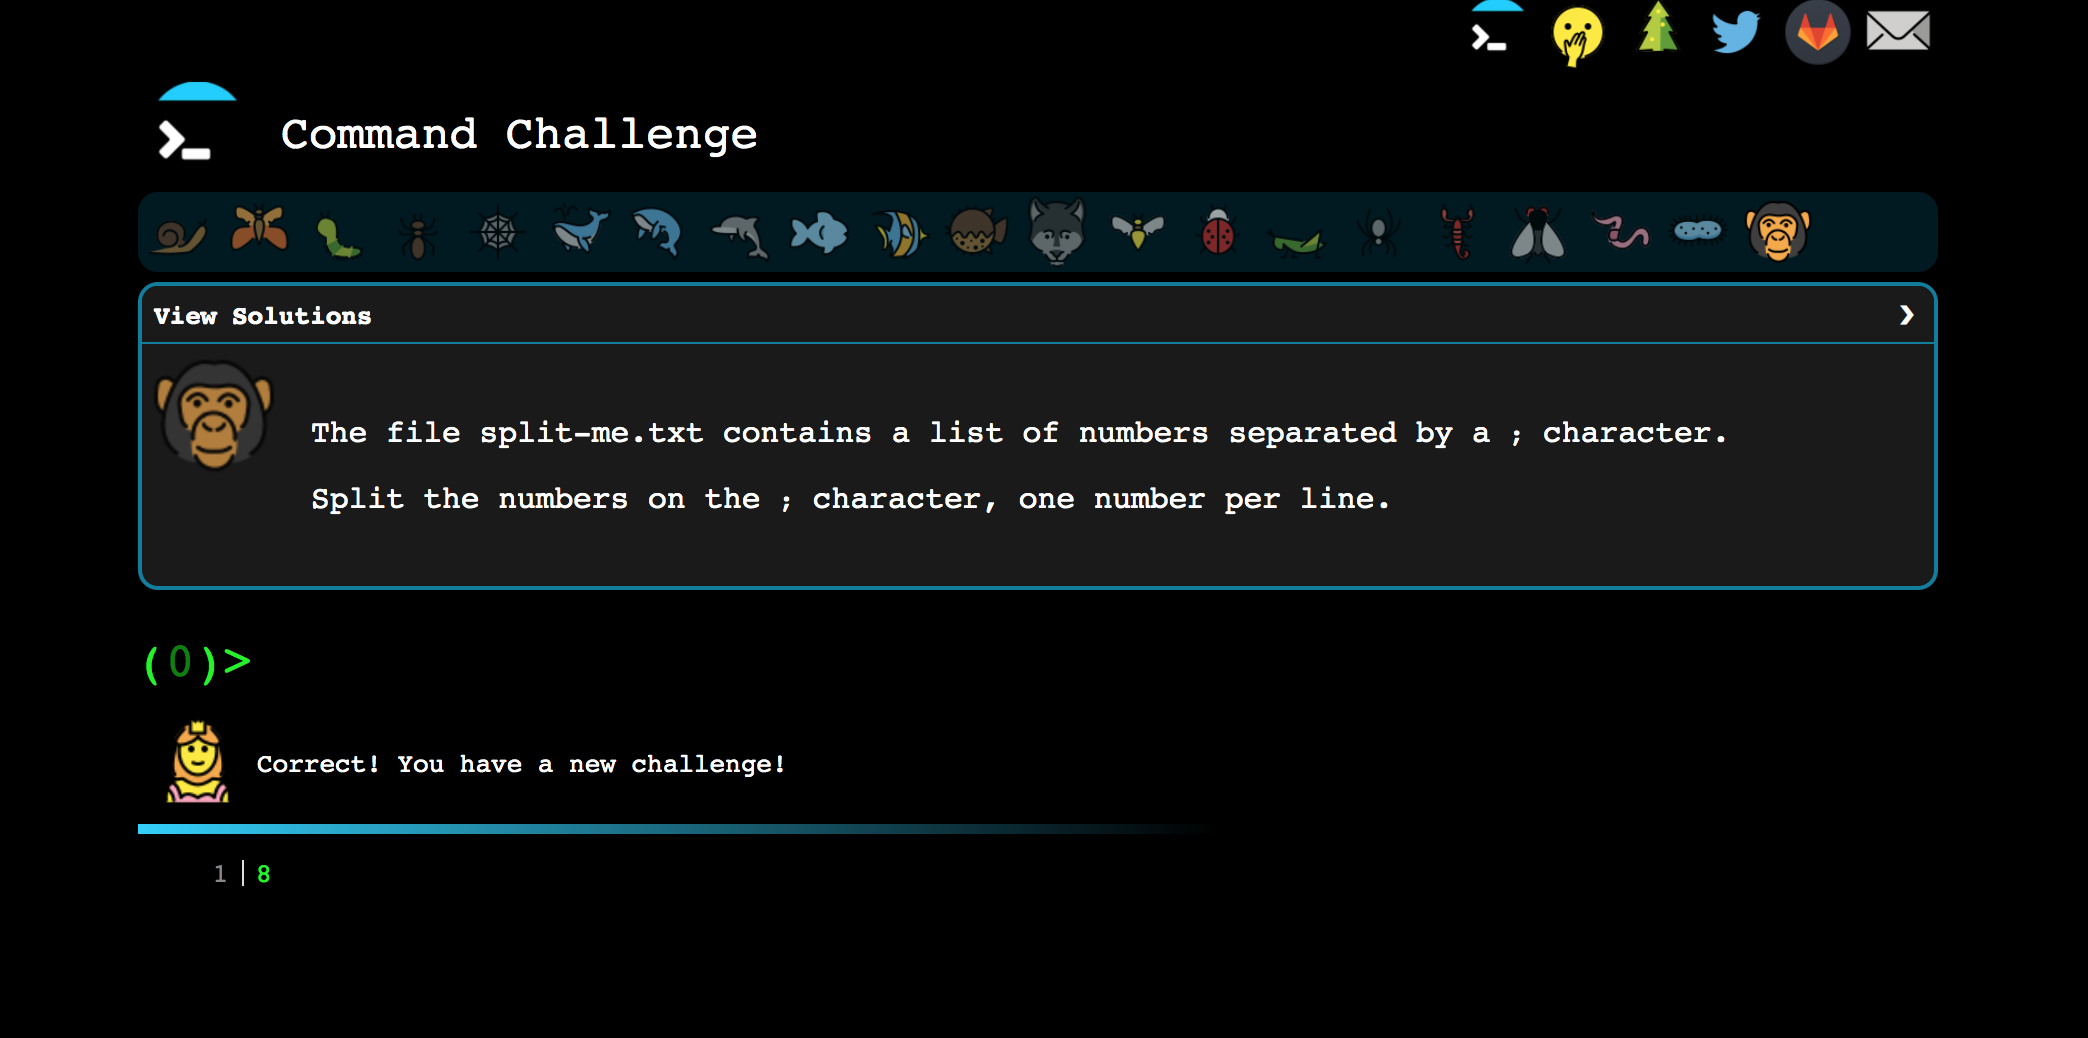 Command Challenge
View Solutions
The file split-me.txt contains a list of numbers separated by a ; character.
Split the numbers on the ; character, one number per line.
(0)>
Correct! You have a new challenge!
1 | 8